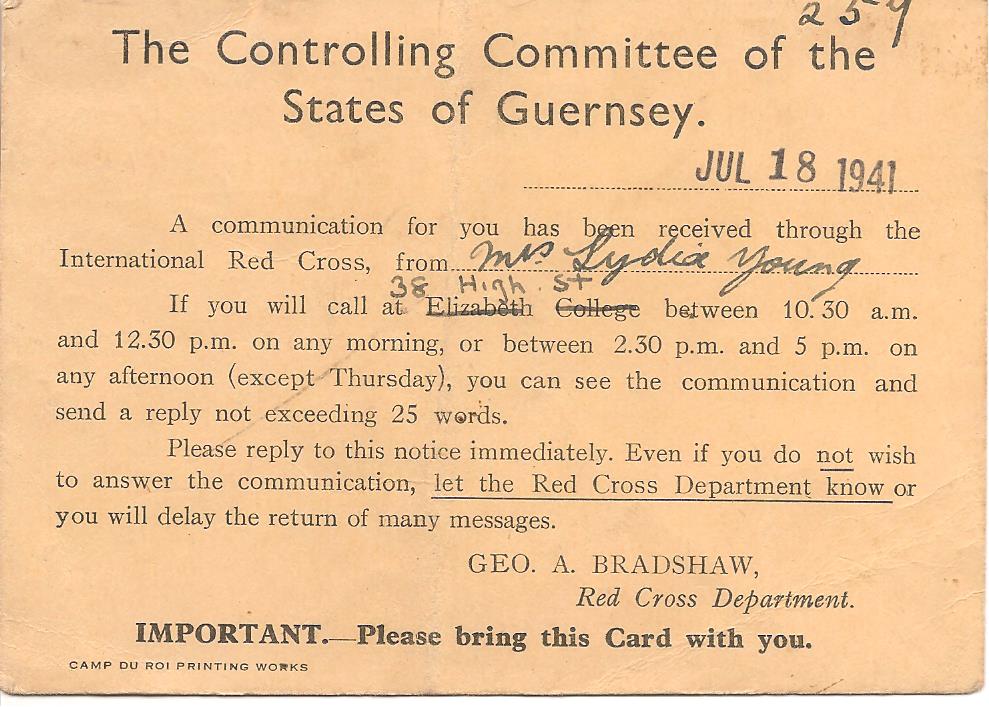 259
The Controlling Committee of the
States of Guernsey.
JUL 18 1941
A communication for you has been received through the
International Red Cross, from Mrs Lydia Young
38 High St
If you will call at Elizabeth College between 10.30 a.m.
and 12.30 p.m. on any morning, or between 2.30 p.m. and 5 p.m. on
any afternoon (except Thursday), you can see the communication and
send a reply not exceeding 25 words.
Please reply to this notice immediately. Even if you do not wish
to answer the communication, let the Red Cross Department know or
you will delay the return of many messages.
GEO. A. BRADSHAW,
Red Cross Department.
IMPORTANT.—Please bring this Card with you.
CAMP DU ROI PRINTING WORKS